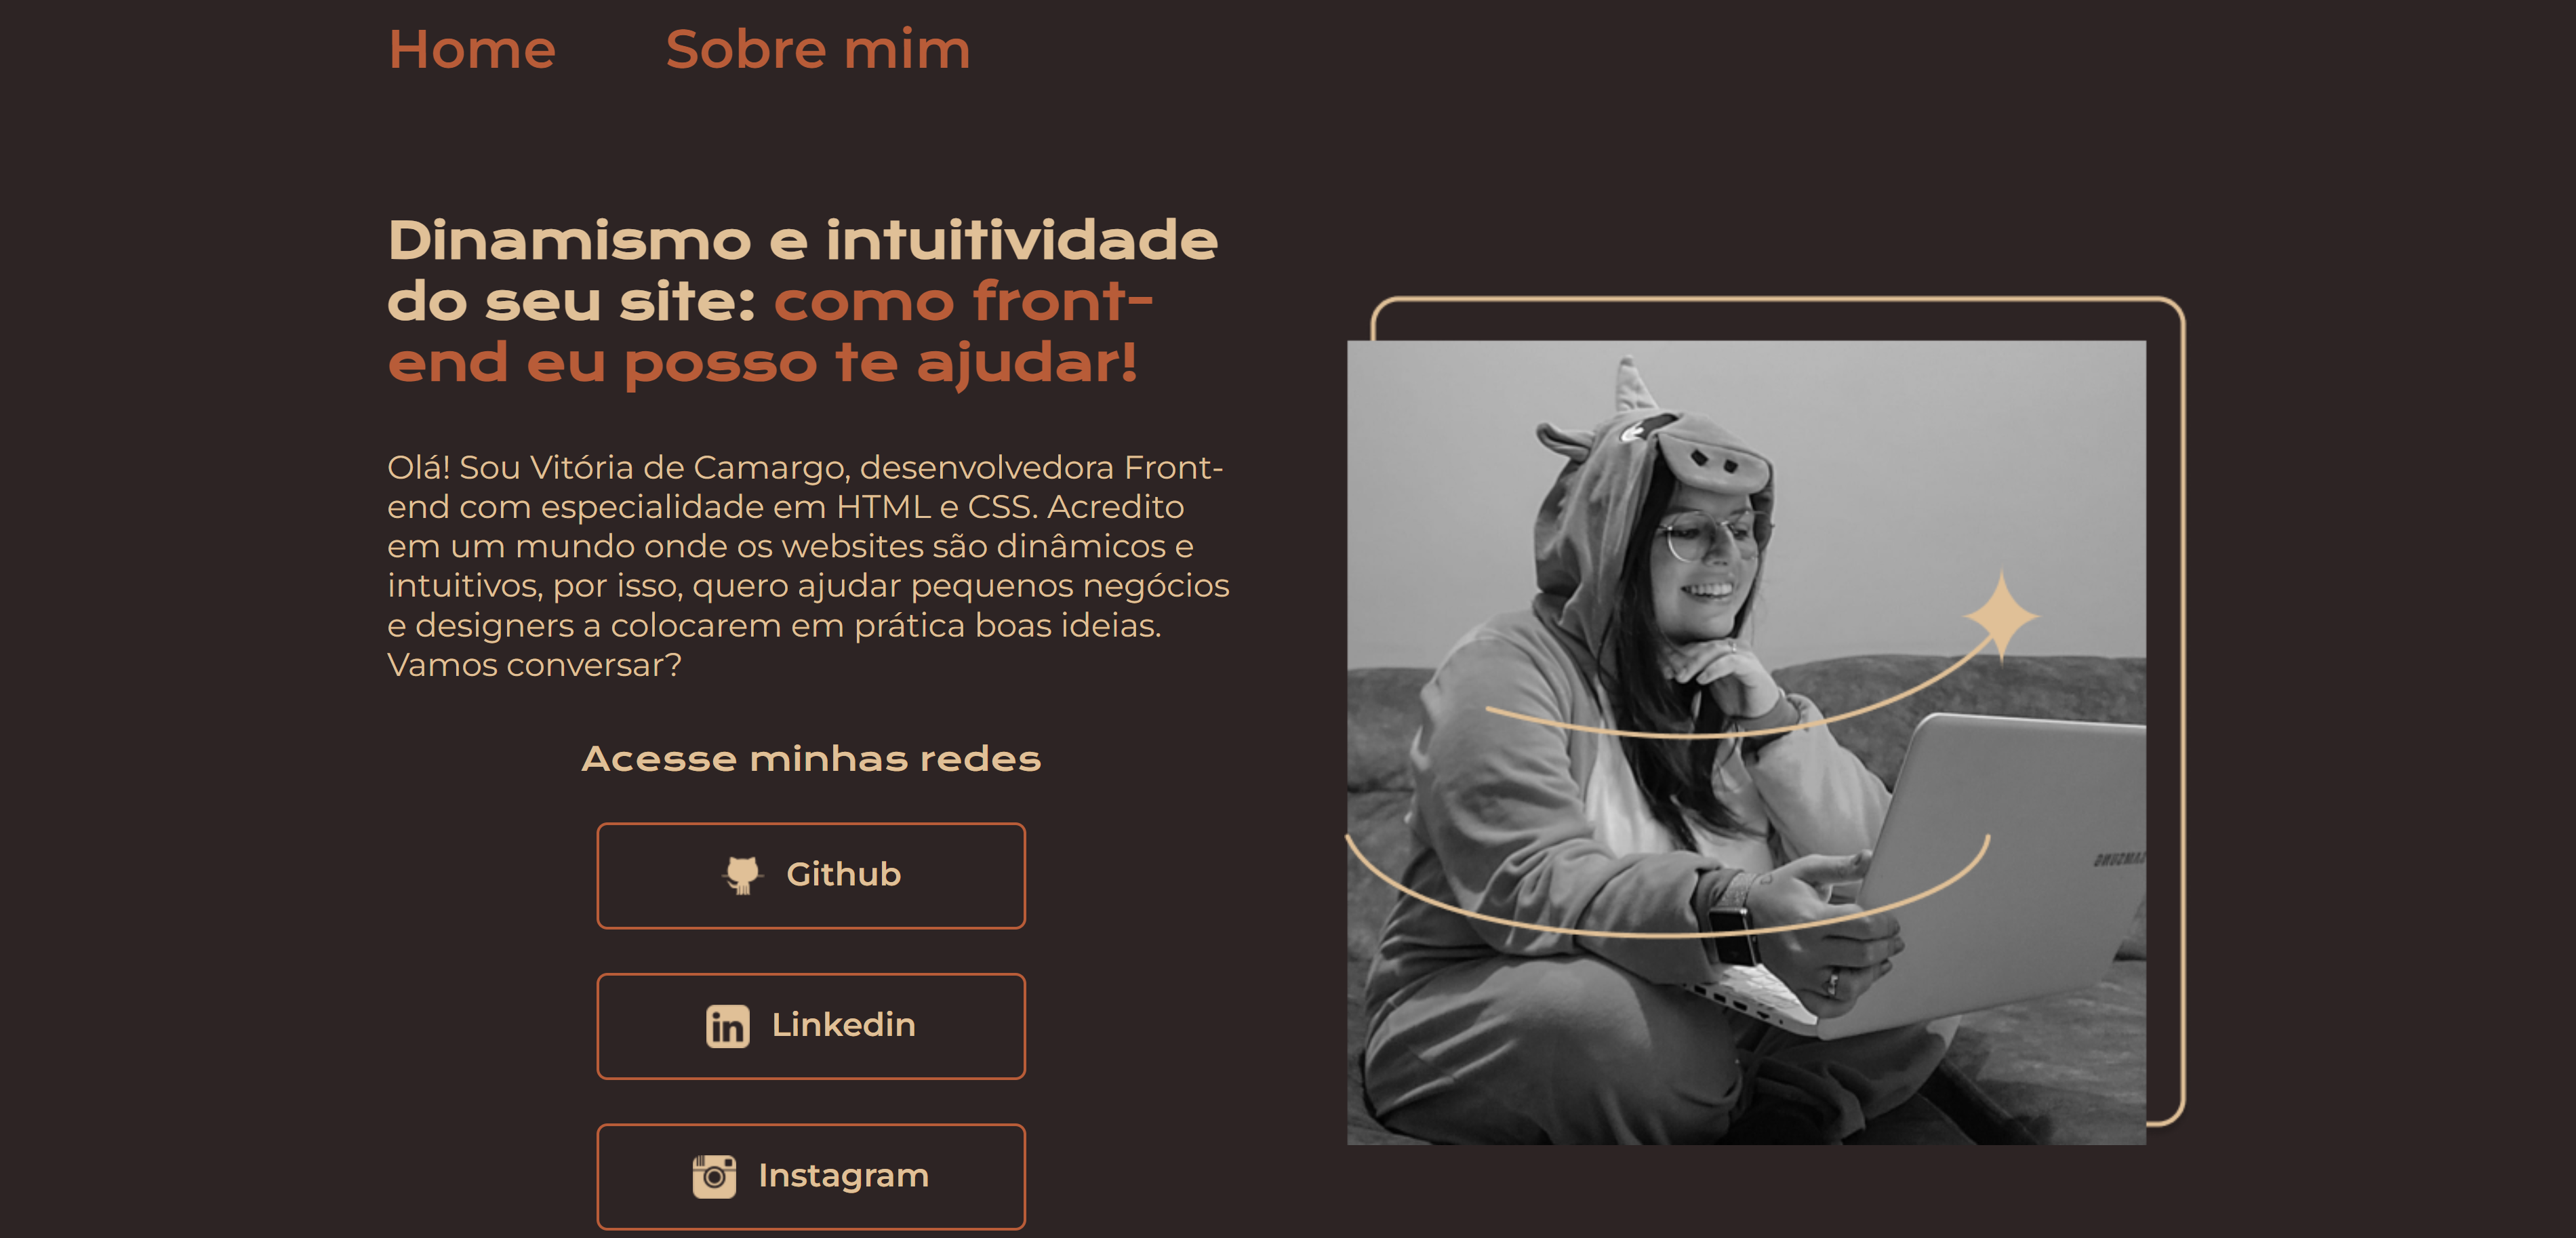 Home Sobre mim
Dinamismo e intuitividade
do seu site: como front-
end eu posso te ajudar!
Olá! Sou Vitória de Camargo, desenvolvedora Front-
end com especialidade em HTML e CSS. Acredito
em um mundo onde os websites são dinâmicos e
intuitivos, por isso, quero ajudar pequenos negócios
e designers a colocarem em prática boas ideias.
Vamos conversar?
Acesse minhas redes
Github
in Linkedin
Instagram